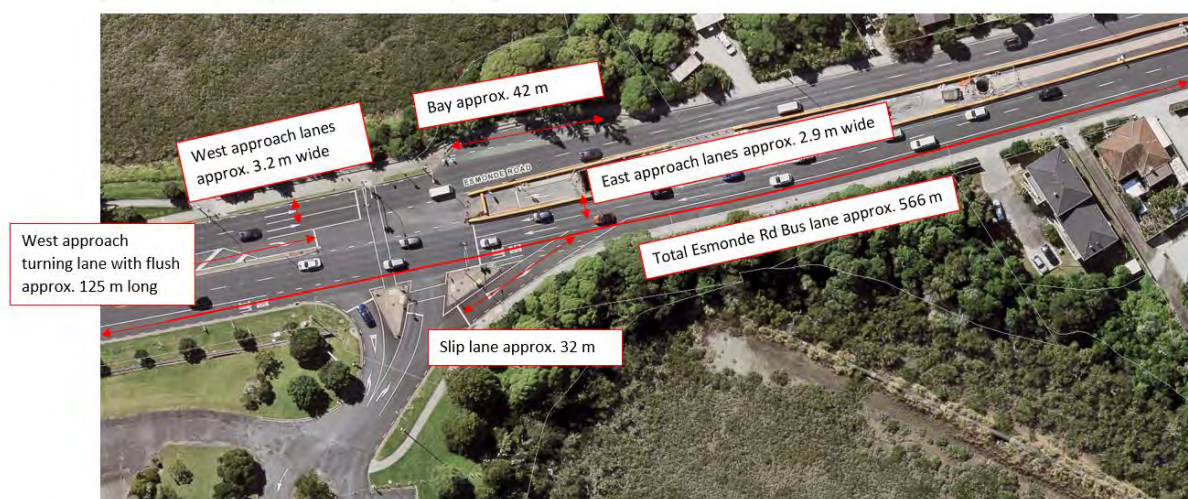 Bay approx. 42 m
West approach lanes
approx. 3.2 m wide
East approach lanes approx. 2.9 m wide
ESMONDE ROAD
West approach
turning lane with flush
approx. 125 m long
Total Esmonde Rd Bus lane approx. 566 m
Slip lane approx. 32 m